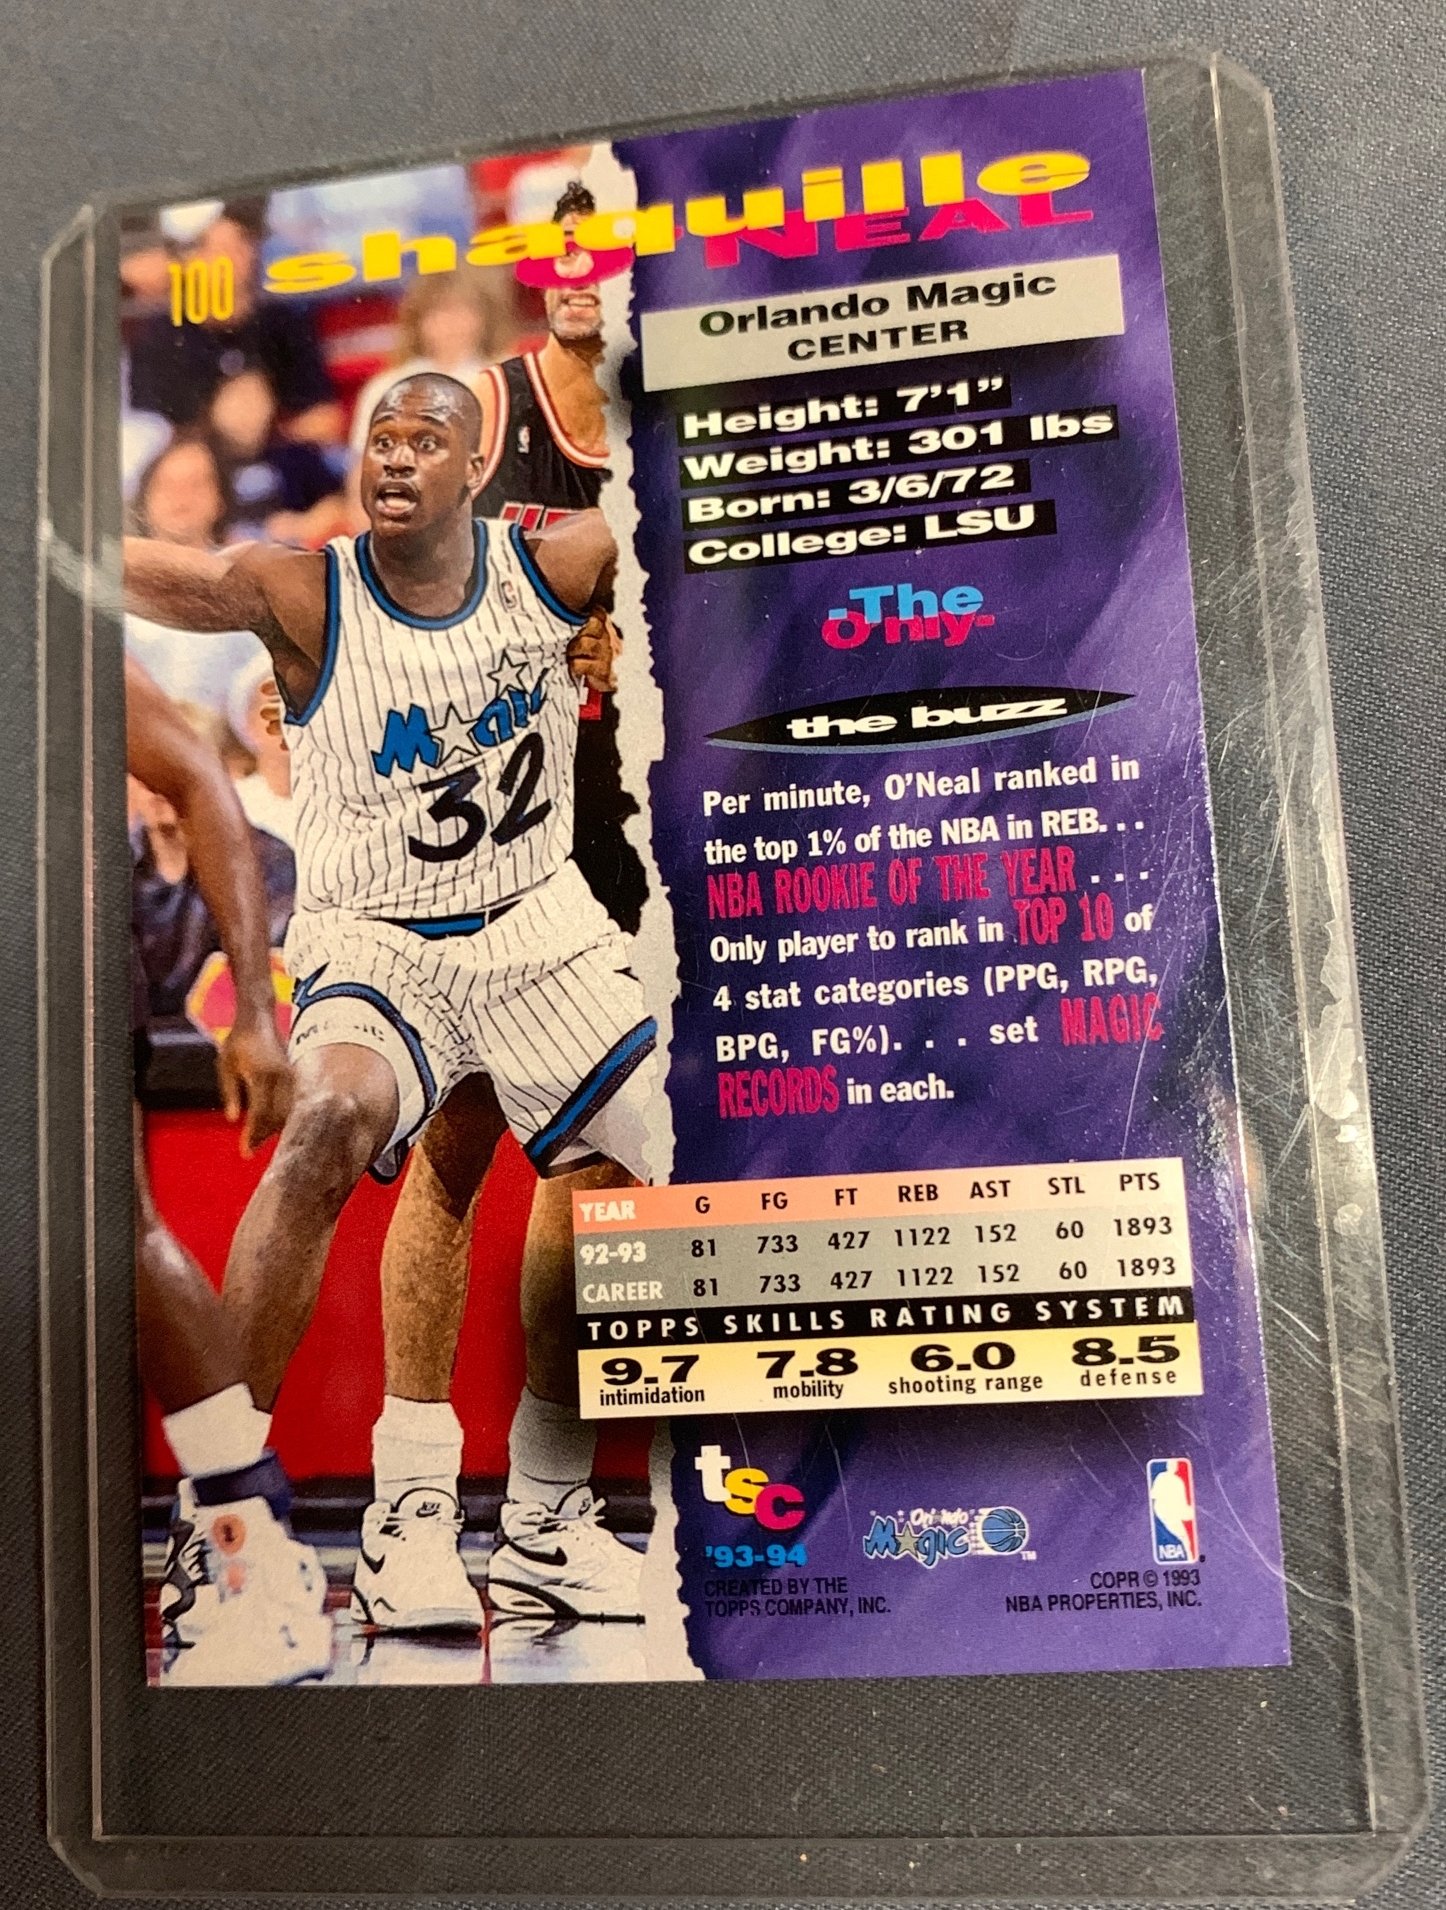 100
shaquille
O'NEAL
Orlando Magic
CENTER
Height: 7'1”
Weight: 301 lbs
Born: 3/6/72
College: LSU
-The
Only-
the buzz
Per minute, O'Neal ranked in
the top 1% of the NBA in REB. . .
NBA ROOKIE OF THE YEAR . . .
Only player to rank in TOP 10 of
4 stat categories (PPG, RPG,
BPG, FG%). . . set MAGIC
RECORDS in each.
Magic
32
YEAR G FG FT REB AST STL PTS
92-93 81 733 427 1122 152 60 1893
CAREER 81 733 427 1122 152 60 1893
TOPPS SKILLS RATING SYSTEM
9.7 7.8 6.0 8.5
intimidation mobility shooting range defense
tsc
'93-94
CREATED BY THE
TOPPS COMPANY, INC.
Orlando
Magic
TM
NBA
COPR © 1993
NBA PROPERTIES, INC.